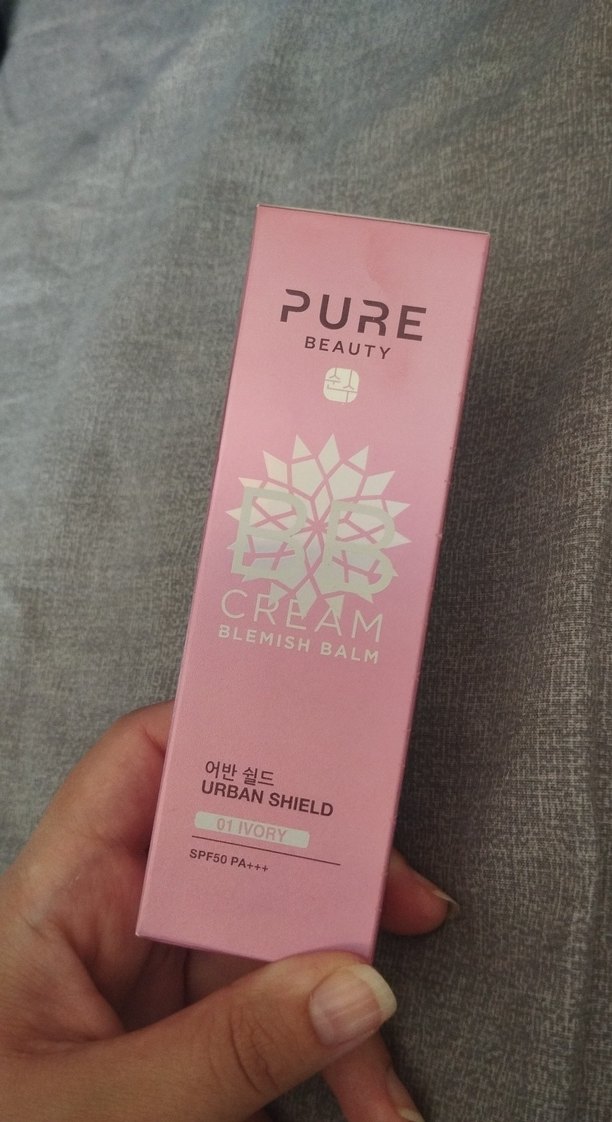 PURE
BEAUTY
순수
BB
CREAM
BLEMISH BALM
어반 쉴드
URBAN SHIELD
01 IVORY
SPF50 PA+++